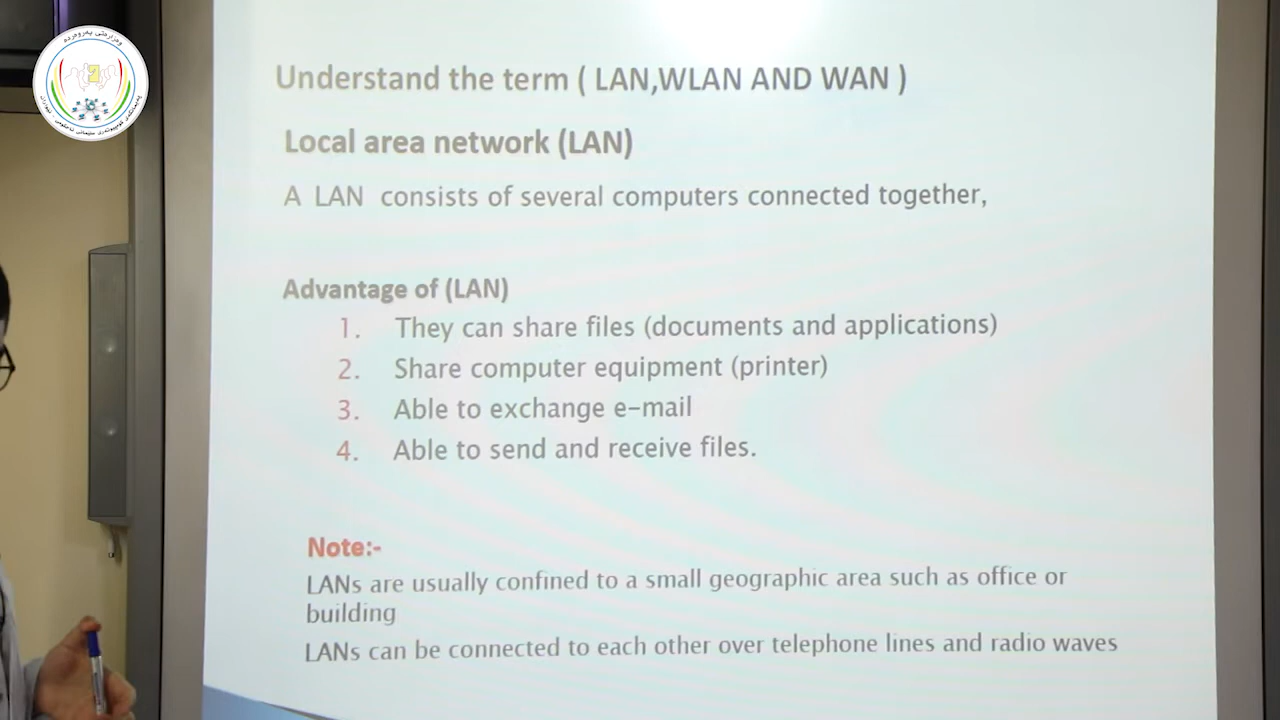 وەزارەتی پەروەردە
Understand the term ( LAN,WLAN AND WAN )
Local area network (LAN)
A LAN consists of several computers connected together,
Advantage of (LAN)
1. They can share files (documents and applications)
2. Share computer equipment (printer)
3. Able to exchange e-mail
4. Able to send and receive files.
Note:-
LANs are usually confined to a small geographic area such as office or
building
LANs can be connected to each other over telephone lines and radio waves